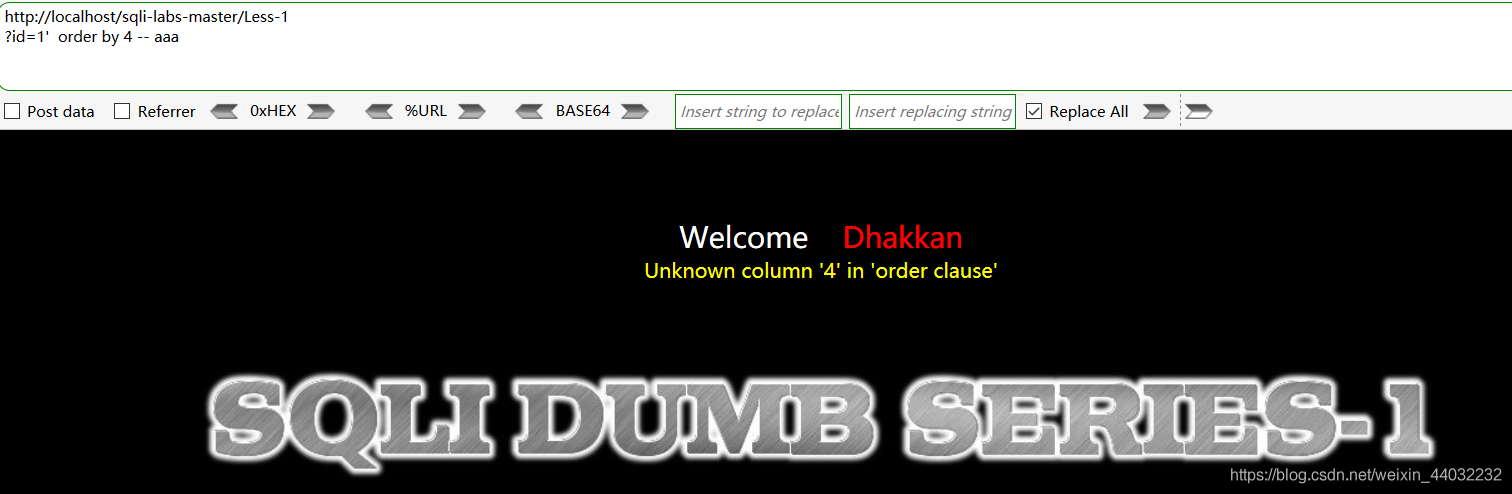 http://localhost/sqli-labs-master/Less-1
?id=1'  order by 4 -- aaa
Post data Referrer 0xHEX %URL BASE64 Insert string to replace Insert replacing string Replace All
Welcome Dhakkan
Unknown column '4' in 'order clause'
SQLI DUMB SERIES-1
https://blog.csdn.net/weixin_44032232